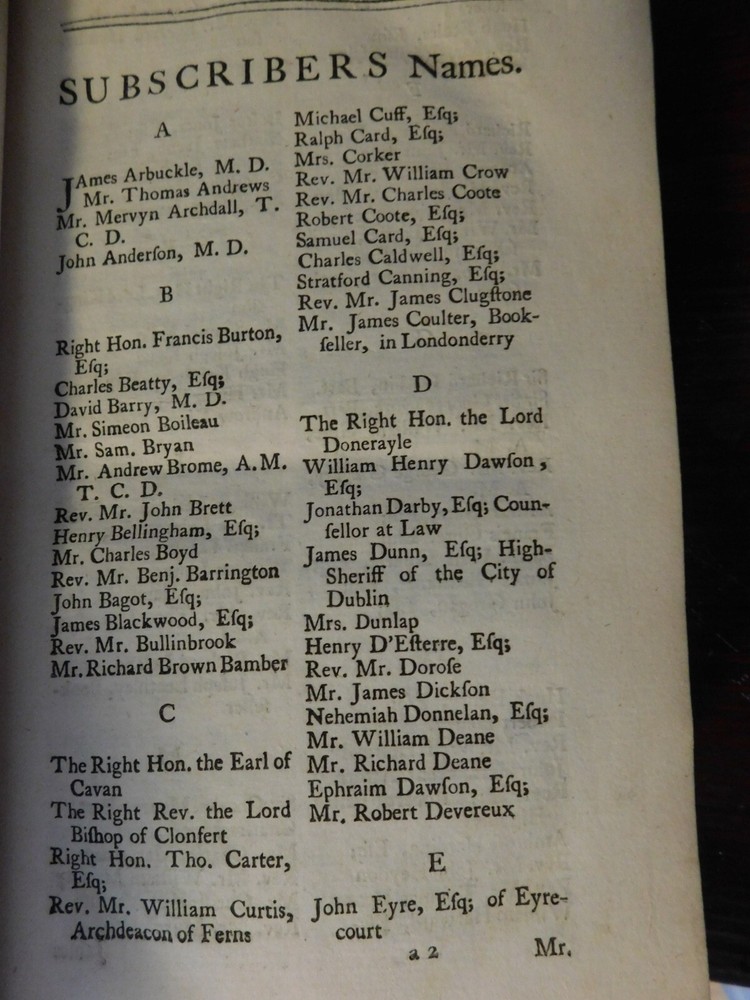 SUBSCRIBERS Names.
A
JAmes Arbuckle, M. D.
Mr. Thomas Andrews
Mr. Mervyn Archdall, T.
C. D.
John Anderſon, M. D.
B
Right Hon. Francis Burton,
Eſq;
Charles Beatty, Eſq;
David Barry, M. D.
Mr. Simeon Boileau
Mr. Sam. Bryan
Mr. Andrew Brome, A.M.
T. C. D.
Rev. Mr. John Brett
Henry Bellingham, Eſq;
Mr. Charles Boyd
Rev. Mr. Benj. Barrington
John Bagot, Eſq;
James Blackwood, Eſq;
Rev. Mr. Bullinbrook
Mr. Richard Brown Bamber
C
The Right Hon. the Earl of
Cavan
The Right Rev. the Lord
Biſhop of Clonfert
Right Hon. Tho. Carter,
Eſq;
Rev. Mr. William Curtis,
Archdeacon of Ferns
Michael Cuff, Eſq;
Ralph Card, Eſq;
Mrs. Corker
Rev. Mr. William Crow
Rev. Mr. Charles Coote
Robert Coote, Eſq;
Samuel Card, Eſq;
Charles Caldwell, Eſq;
Stratford Canning, Eſq;
Rev. Mr. James Clugſtone
Mr. James Coulter, Book-
ſeller, in Londonderry
D
The Right Hon. the Lord
Donerayle
William Henry Dawſon,
Eſq;
Jonathan Darby, Eſq; Coun-
ſellor at Law
James Dunn, Eſq; High-
Sheriff of the City of
Dublin
Mrs. Dunlap
Henry D'Eſterre, Eſq;
Rev. Mr. Doroſe
Mr. James Dickſon
Nehemiah Donnelan, Eſq;
Mr. William Deane
Mr. Richard Deane
Ephraim Dawſon, Eſq;
Mr. Robert Devereux
E
John Eyre, Eſq; of Eyre-
court
a 2 Mr.